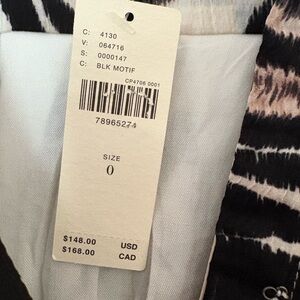 C: 4130
V: 064716
S: 0000147
C: BLK MOTIF
CP4706 0001
78965274
SIZE
0
$148.00 USD
$168.00 CAD